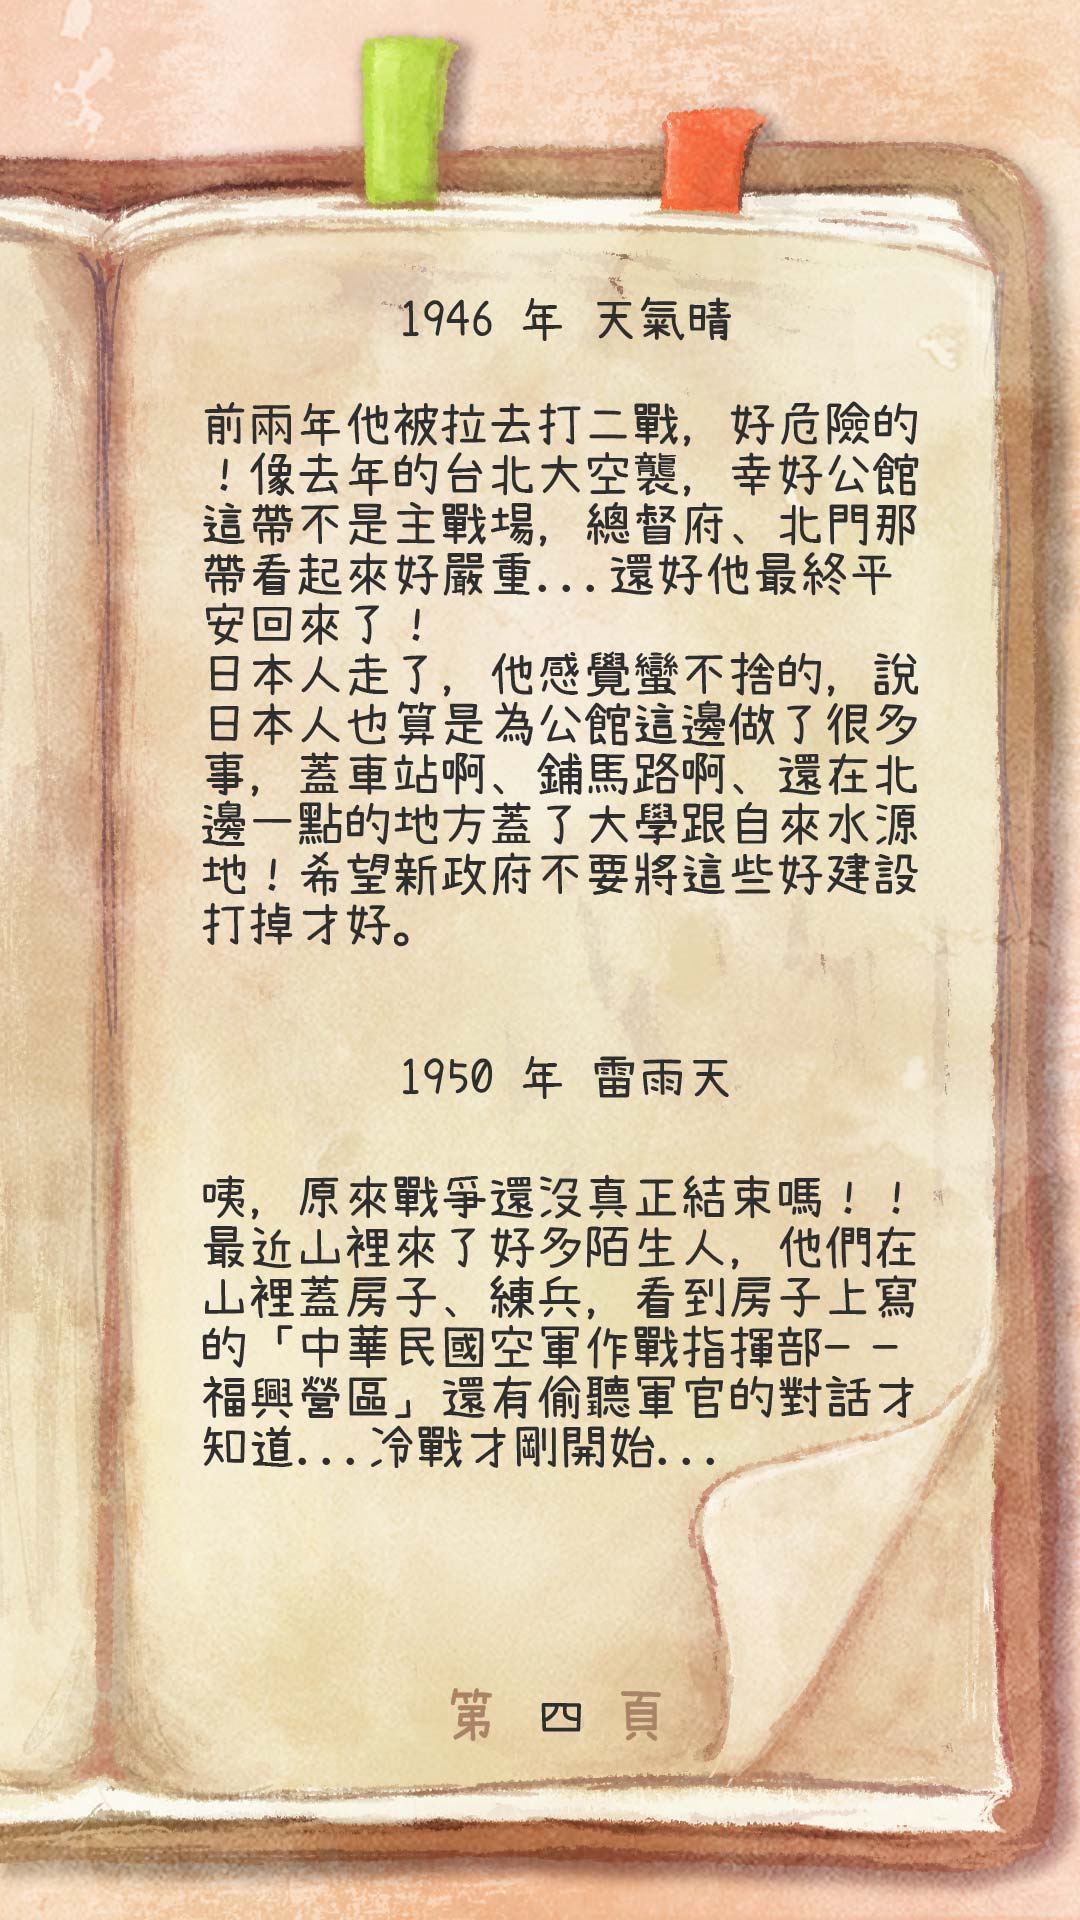 1946 年 天氣晴
前兩年他被拉去打二戰，好危險的
！像去年的台北大空襲，幸好公館
這帶不是主戰場，總督府、北門那
帶看起來好嚴重...還好他最終平
安回來了！
日本人走了，他感覺蠻不捨的，說
日本人也算是為公館這邊做了很多
事，蓋車站啊、鋪馬路啊、還在北
邊一點的地方蓋了大學跟自來水源
地！希望新政府不要將這些好建設
打掉才好。
1950 年 雷雨天
咦，原來戰爭還沒真正結束嗎！！
最近山裡來了好多陌生人，他們在
山裡蓋房子、練兵，看到房子上寫
的「中華民國空軍作戰指揮部——
福興營區」還有偷聽軍官的對話才
知道...冷戰才剛開始...
第 四 頁